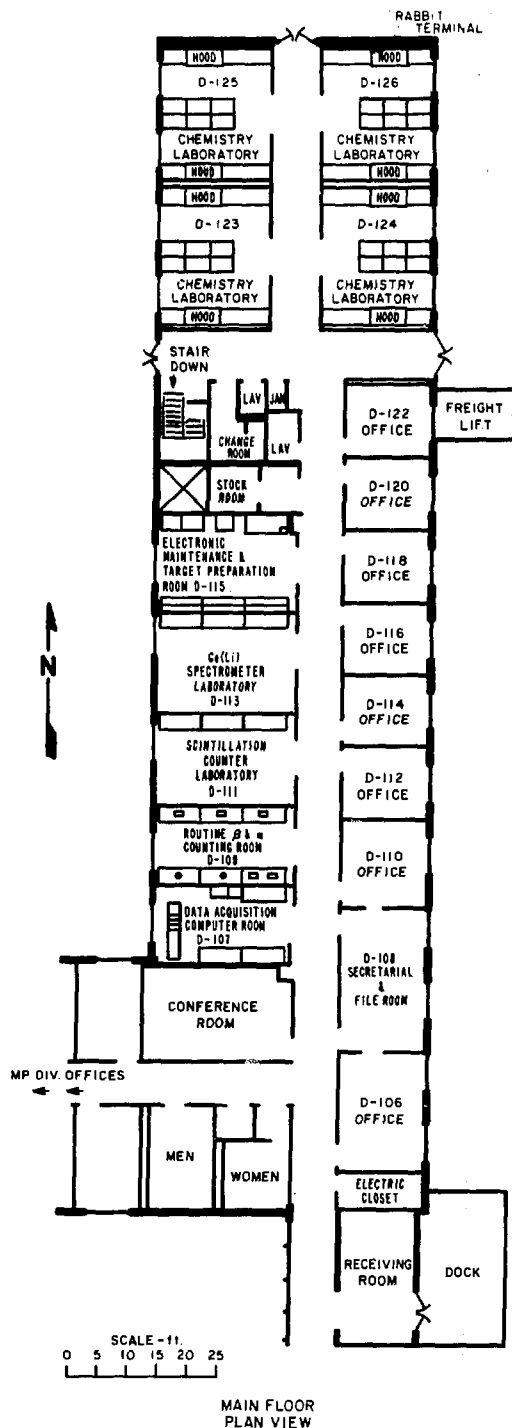 RABBIT
TERMINAL
HOOD
HOOD
D-125
D-126
CHEMISTRY
LABORATORY
CHEMISTRY
LABORATORY
HOOD
HOOD
HOOD
HOOD
D-123
D-124
CHEMISTRY
LABORATORY
CHEMISTRY
LABORATORY
HOOD
HOOD
STAIR
DOWN
LAV
JAN
CHANGE
ROOM
LAV
D-122
OFFICE
FREIGHT
LIFT
STOCK
ROOM
D-120
OFFICE
ELECTRONIC
MAINTENANCE &
TARGET PREPARATION
ROOM D-115
D-118
OFFICE
N
D-116
OFFICE
Ge(Li)
SPECTROMETER
LABORATORY
D-113
D-114
OFFICE
SCINTILLATION
COUNTER
LABORATORY
D-111
D-112
OFFICE
ROUTINE β & α
COUNTING ROOM
D-109
D-110
OFFICE
DATA ACQUISITION
COMPUTER ROOM
D-107
D-108
SECRETARIAL
&
FILE ROOM
CONFERENCE
ROOM
MP DIV. OFFICES
D-106
OFFICE
MEN
WOMEN
ELECTRIC
CLOSET
RECEIVING
ROOM
DOCK
SCALE-ft.
0 5 10 15 20 25
MAIN FLOOR
PLAN VIEW